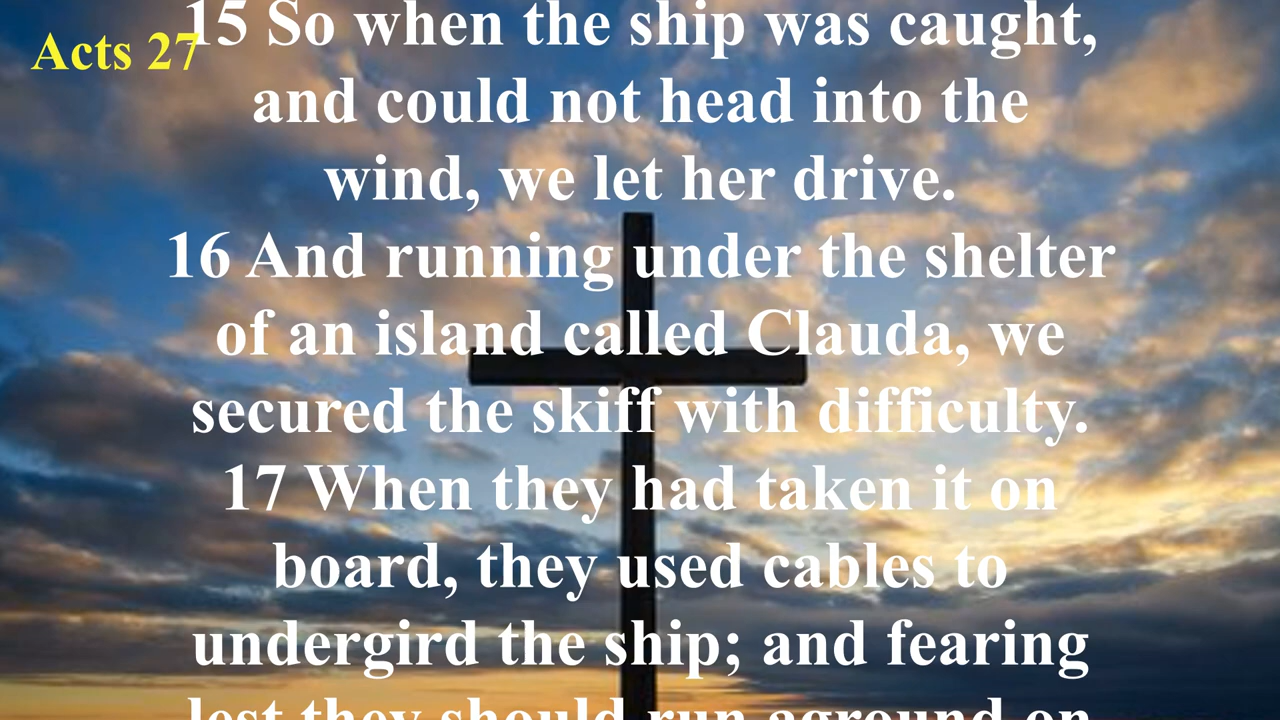 Acts 27
15 So when the ship was caught,
and could not head into the
wind, we let her drive.
16 And running under the shelter
of an island called Clauda, we
secured the skiff with difficulty.
17 When they had taken it on
board, they used cables to
undergird the ship; and fearing
lest they should run aground on